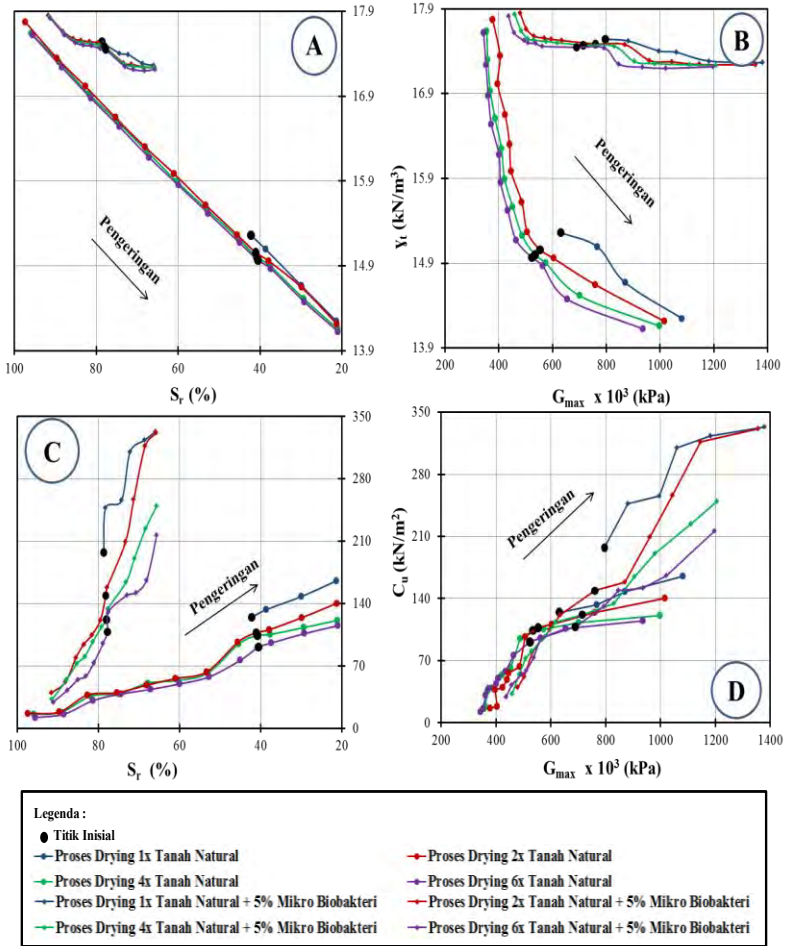 A
Pengeringan
17.9
16.9
15.9
14.9
13.9
100 80 60 40 20
Sr (%)
B
Pengeringan
γt (kN/m³)
17.9
16.9
15.9
14.9
13.9
200 400 600 800 1000 1200 1400
Gmax x 10³ (kPa)
C
Pengeringan
350
280
210
140
70
0
100 80 60 40 20
Sr (%)
D
Pengeringan
Cu (kN/m²)
350
280
210
140
70
0
200 400 600 800 1000 1200 1400
Gmax x 10³ (kPa)
Legenda :
Titik Inisial
Proses Drying 1x Tanah Natural
Proses Drying 2x Tanah Natural
Proses Drying 4x Tanah Natural
Proses Drying 6x Tanah Natural
Proses Drying 1x Tanah Natural + 5% Mikro Biobakteri
Proses Drying 2x Tanah Natural + 5% Mikro Biobakteri
Proses Drying 4x Tanah Natural + 5% Mikro Biobakteri
Proses Drying 6x Tanah Natural + 5% Mikro Biobakteri